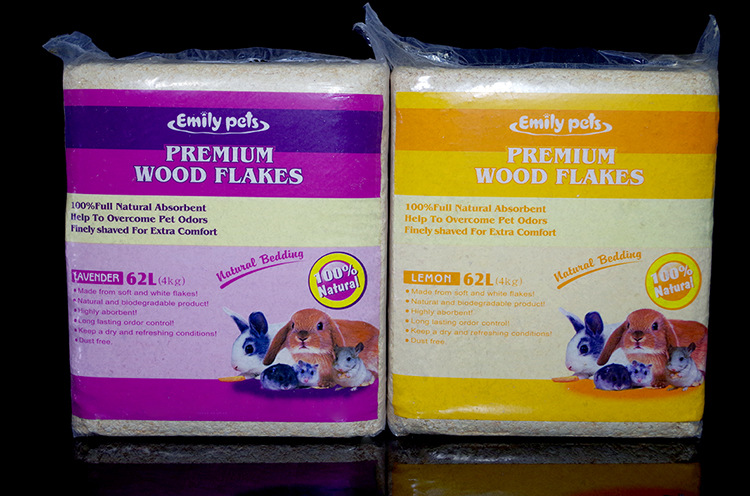 Emily pets
PREMIUM
WOOD FLAKES
100%Full Natural Absorbent
Help To Overcome Pet Odors
Finely shaved For Extra Comfort
Natural Bedding
LAVENDER 62L(4kg)
100%
Natural
• Made from soft and white flakes!
• Natural and biodegradable product!
• Highly aborbent!
• Long lasting ordor control!
• Keep a dry and refreshing conditions!
• Dust free.
Emily pets
PREMIUM
WOOD FLAKES
100%Full Natural Absorbent
Help To Overcome Pet Odors
Finely shaved For Extra Comfort
Natural Bedding
LEMON 62L(4kg)
100%
Natural
• Made from soft and white flakes!
• Natural and biodegradable product!
• Highly aborbent!
• Long lasting ordor control!
• Keep a dry and refreshing conditions!
• Dust free.